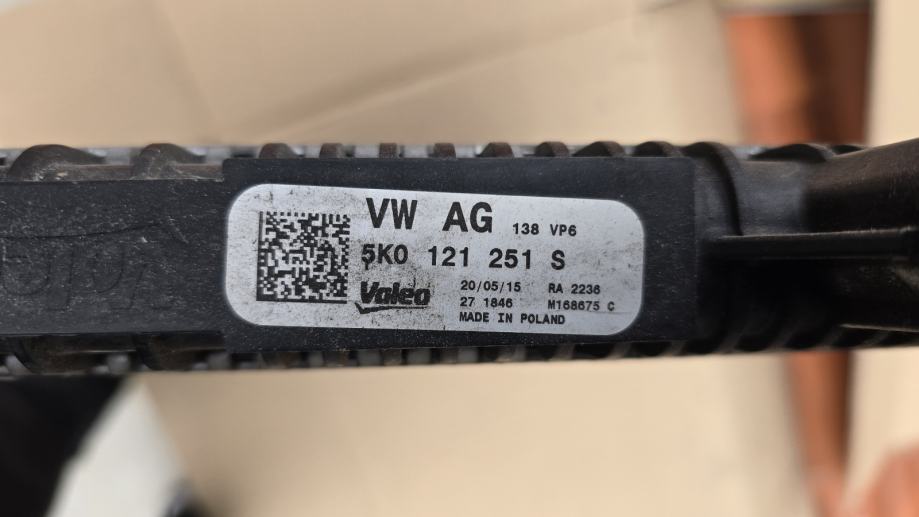 VW AG 138 VP6
5K0 121 251 S
Valeo
20/05/15 RA 2236
27 1846 M168675 C
MADE IN POLAND